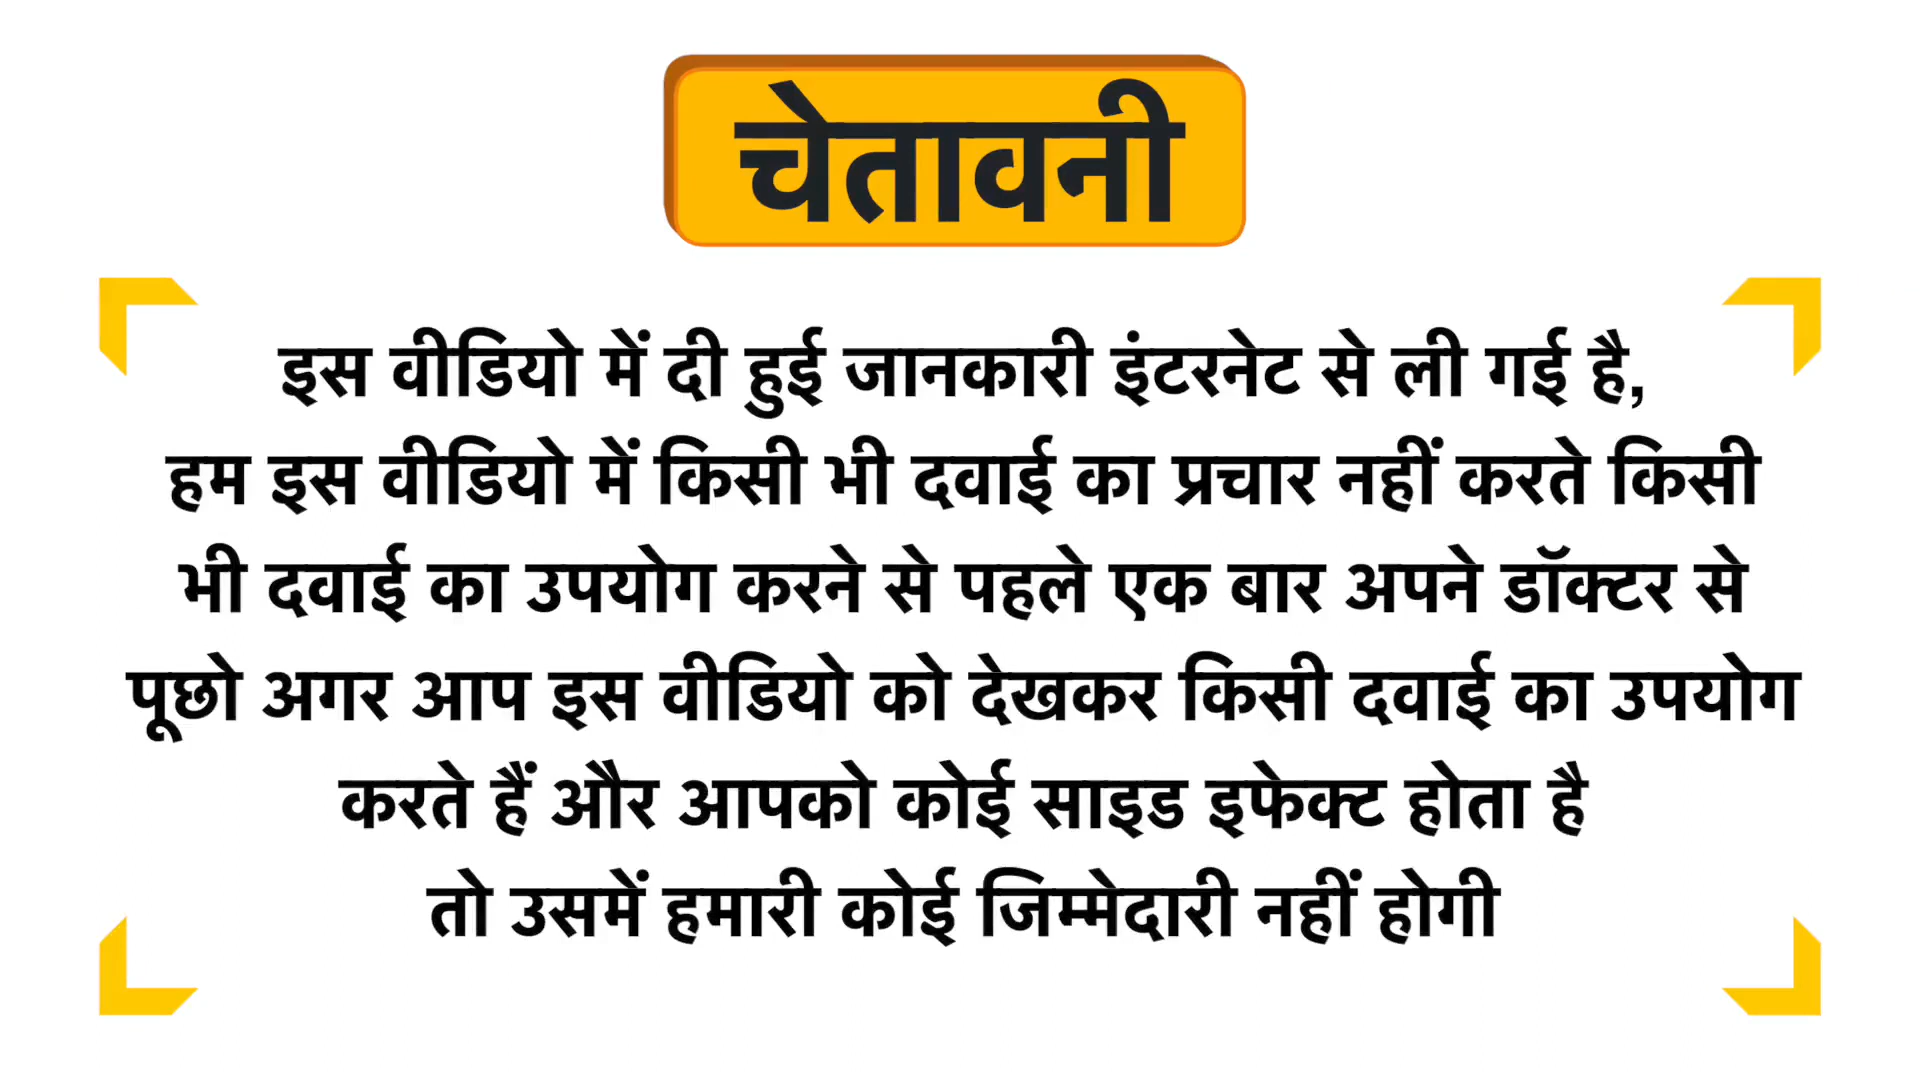 चेतावनी
इस वीडियो में दी हुई जानकारी इंटरनेट से ली गई है,
हम इस वीडियो में किसी भी दवाई का प्रचार नहीं करते किसी
भी दवाई का उपयोग करने से पहले एक बार अपने डॉक्टर से
पूछो अगर आप इस वीडियो को देखकर किसी दवाई का उपयोग
करते हैं और आपको कोई साइड इफेक्ट होता है
तो उसमें हमारी कोई जिम्मेदारी नहीं होगी